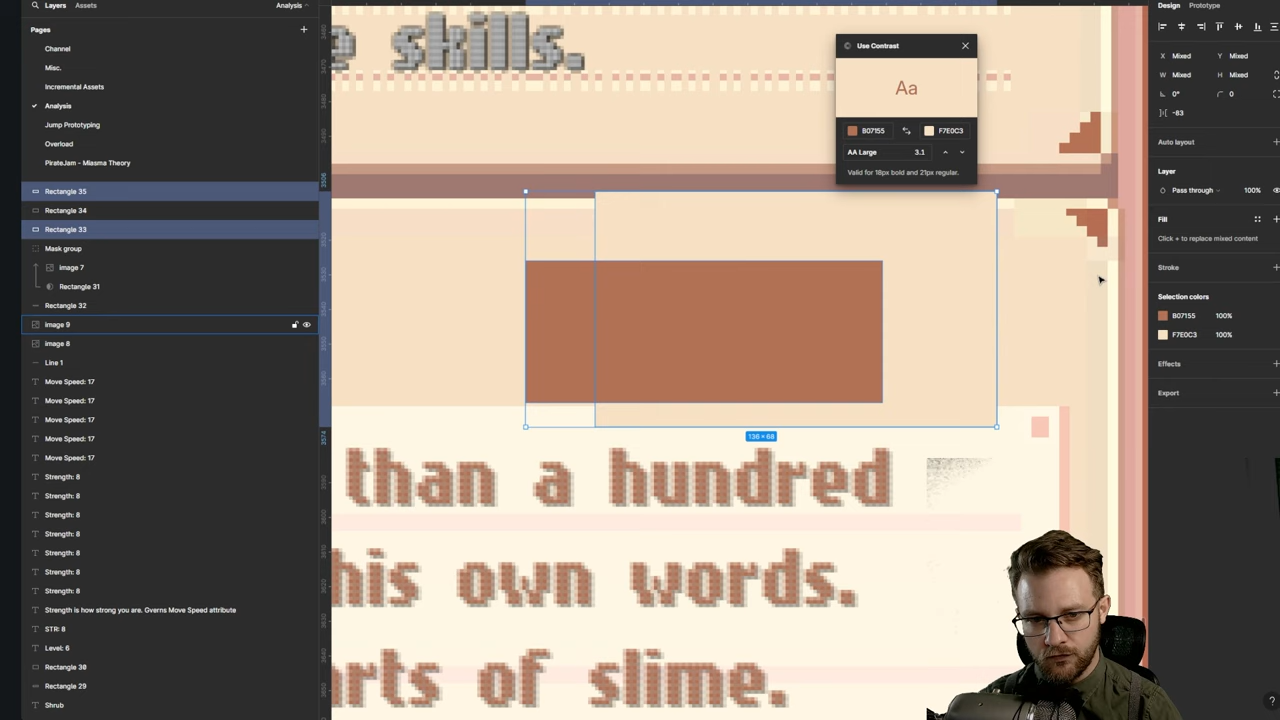 Layers Assets Analysis
Pages
Channel
Misc.
Incremental Assets
Analysis
Jump Prototyping
Overload
PirateJam - Miasma Theory
Rectangle 35
Rectangle 34
Rectangle 33
Mask group
image 7
Rectangle 31
Rectangle 32
image 9
image 8
Line 1
Move Speed: 17
Move Speed: 17
Move Speed: 17
Move Speed: 17
Move Speed: 17
Strength: 8
Strength: 8
Strength: 8
Strength: 8
Strength: 8
Strength: 8
Strength: 8
Strength is how strong you are. Gverns Move Speed attribute
STR: 8
Level: 6
Rectangle 30
Rectangle 29
Shrub
skills.
136 × 68
than a hundred
his own words.
of slime.
Use Contrast
Aa
B07155 F7E0C3
AA Large 3.1
Valid for 18px bold and 21px regular.
Design Prototype
X Mixed Y Mixed
W Mixed H Mixed
0° 0
-83
Auto layout
Layer
Pass through 100%
Fill
Click + to replace mixed content
Stroke
Selection colors
B07155 100%
F7E0C3 100%
Effects
Export